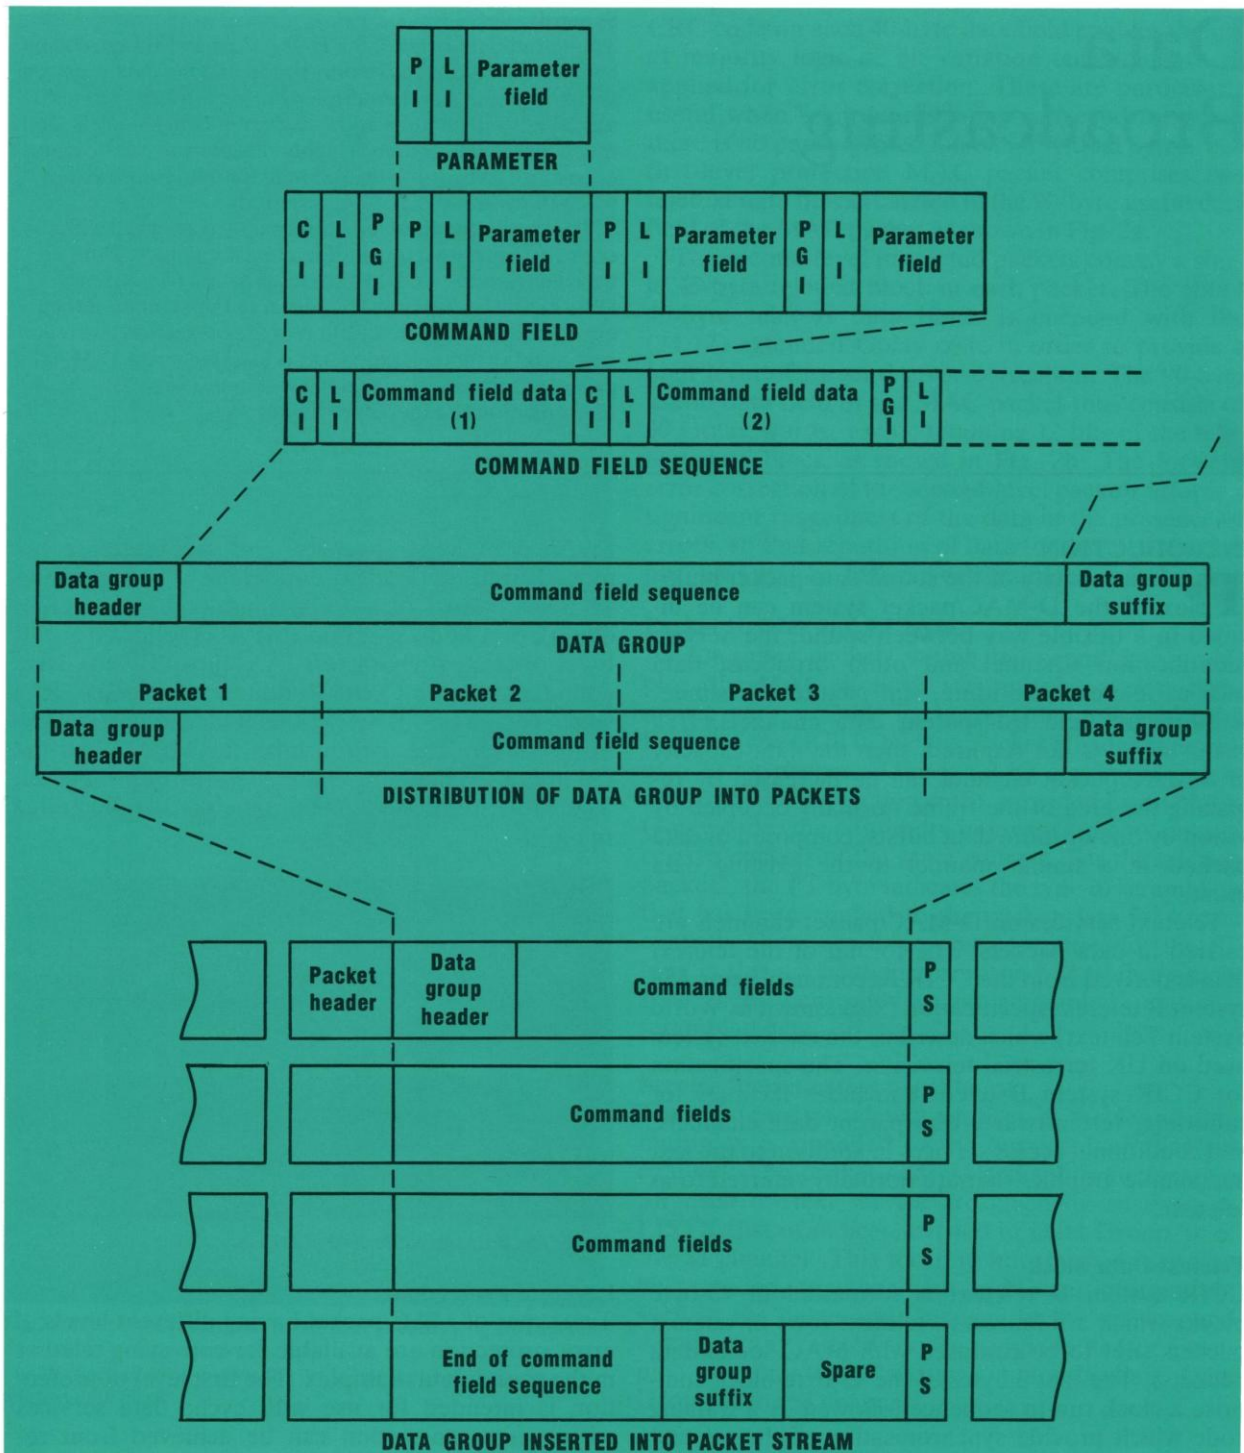 P I
L I
Parameter field
PARAMETER
C I
L I
P G I
P I
L I
Parameter field
P I
L I
Parameter field
P G I
L I
Parameter field
COMMAND FIELD
C I
L I
Command field data (1)
C I
L I
Command field data (2)
P G I
L I
COMMAND FIELD SEQUENCE
Data group header
Command field sequence
Data group suffix
DATA GROUP
Packet 1
Packet 2
Packet 3
Packet 4
Data group header
Command field sequence
Data group suffix
DISTRIBUTION OF DATA GROUP INTO PACKETS
Packet header
Data group header
Command fields
P S
Command fields
P S
Command fields
P S
End of command field sequence
Data group suffix
Spare
P S
DATA GROUP INSERTED INTO PACKET STREAM